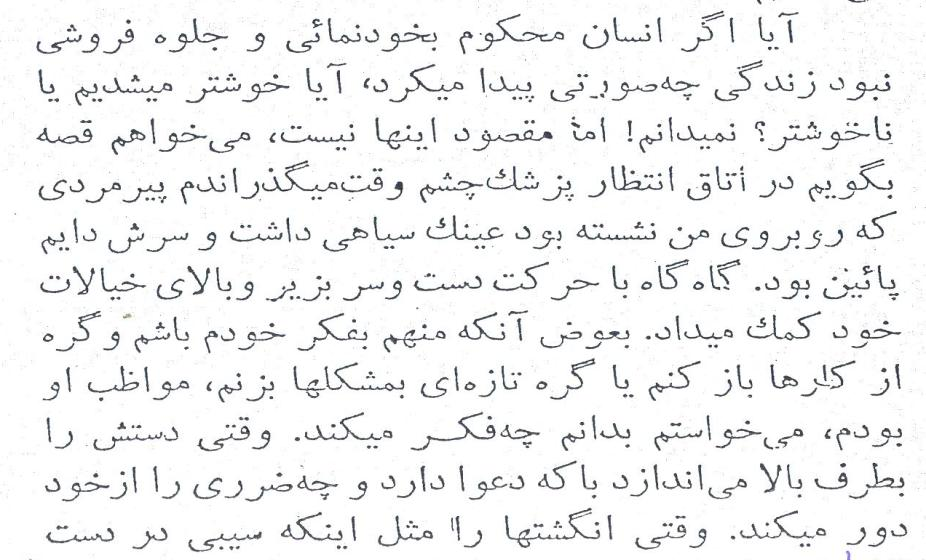 آیا اگر انسان محکوم بخودنمائی و جلوه فروشی
نبود زندگی چه‌صورتی پیدا میکرد، آیا خوشتر میشدیم یا
ناخوشتر؟ نمیدانم! اما مقصود اینها نیست، می‌خواهم قصه
بگویم در اتاق انتظار پزشك‌چشم وقت‌میگذراندم پیرمردی
که روبروی من نشسته بود عینك سیاهی داشت و سرش دایم
پائین بود. گاه گاه با حرکت دست وسر بزیر وبالای خیالات
خود کمك میداد. بعوض آنکه منهم بفکر خودم باشم و گره
از کارها باز کنم یا گره تازه‌ای بمشکلها بزنم، مواظب او
بودم، می‌خواستم بدانم چه‌فکر میکند. وقتی دستش را
بطرف بالا می‌اندازد باکه دعوا دارد و چه‌ضرری را ازخود
دور میکند. وقتی انگشتها را مثل اینکه سیبی در دست